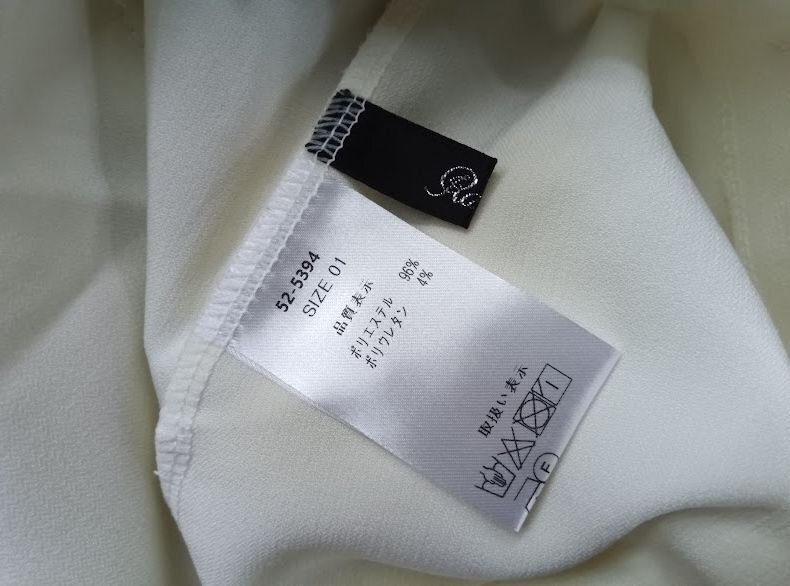 52-5394
SIZE 01
品質表示
ポリエステル 96%
ポリウレタン 4%
取扱い表示
F